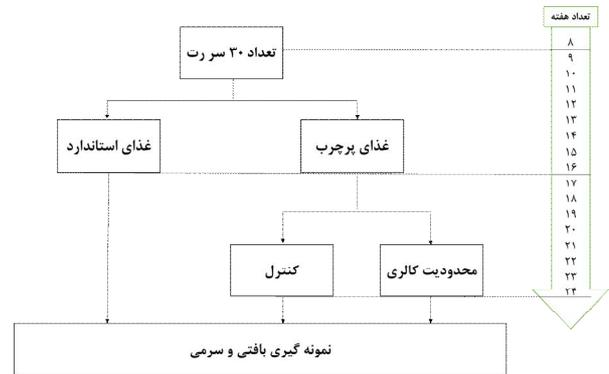 تعداد هفته
تعداد ۳۰ سر رت
۸
۹
۱۰
۱۱
۱۲
۱۳
۱۴
۱۵
۱۶
۱۷
۱۸
۱۹
۲۰
۲۱
۲۲
۲۳
۲۴
غذای پرچرب
غذای استاندارد
محدودیت کالری
کنترل
نمونه گیری بافتی و سرمی